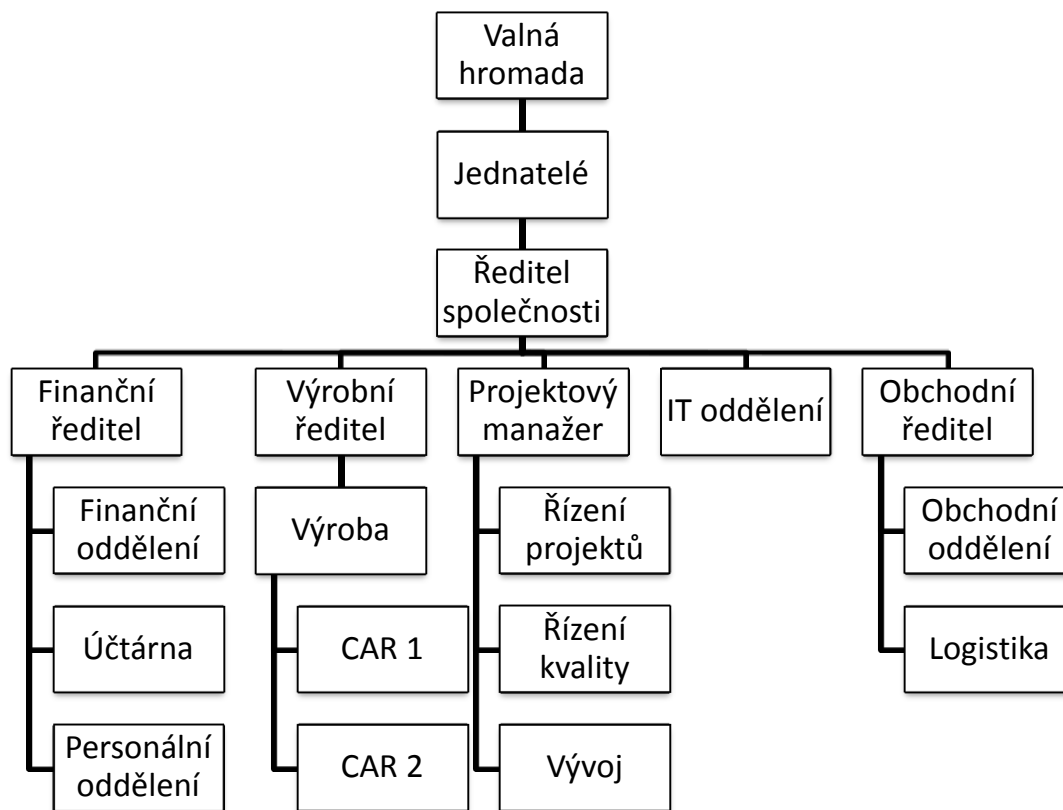 Valná
hromada
Jednatelé
Ředitel
společnosti
Finanční
ředitel
Výrobní
ředitel
Projektový
manažer
IT oddělení
Obchodní
ředitel
Finanční
oddělení
Účtárna
Personální
oddělení
Výroba
CAR 1
CAR 2
Řízení
projektů
Řízení
kvality
Vývoj
Obchodní
oddělení
Logistika